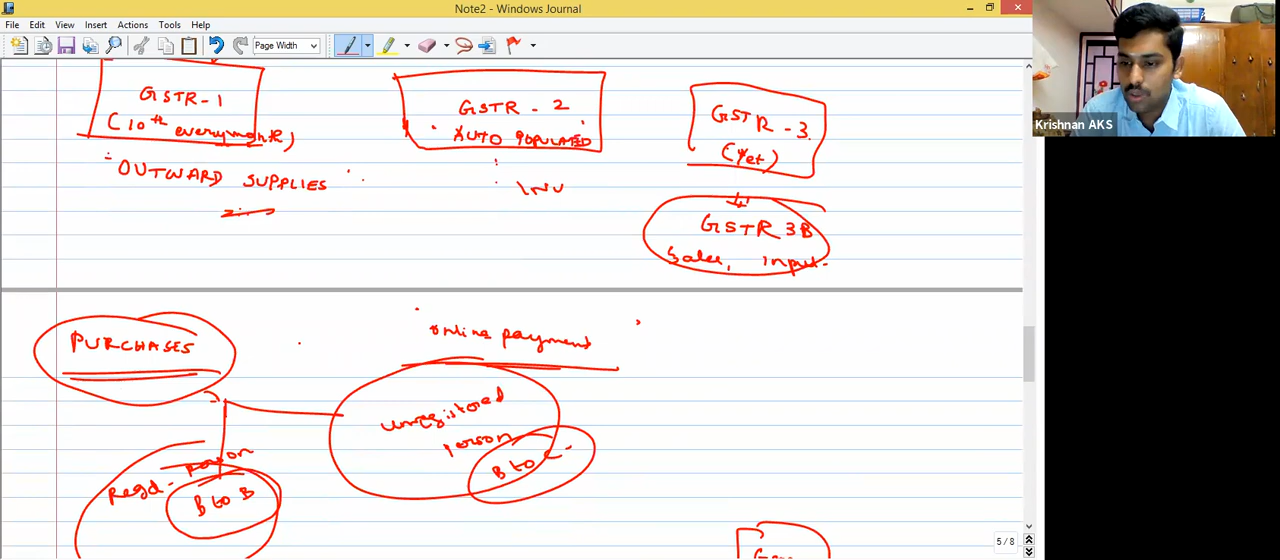 Note2 - Windows Journal
File Edit View Insert Actions Tools Help
Page Width
GSTR-1
(10th everymonth)
OUTWARD SUPPLIES
GSTR - 2
AUTO POPULATED
INV
GSTR - 3.
(Yet)
GSTR 3B
Sales, input
PURCHASES
online payment
unregistered
person
B to C
Regd. person
B to B
5 / 8
Krishnan AKS